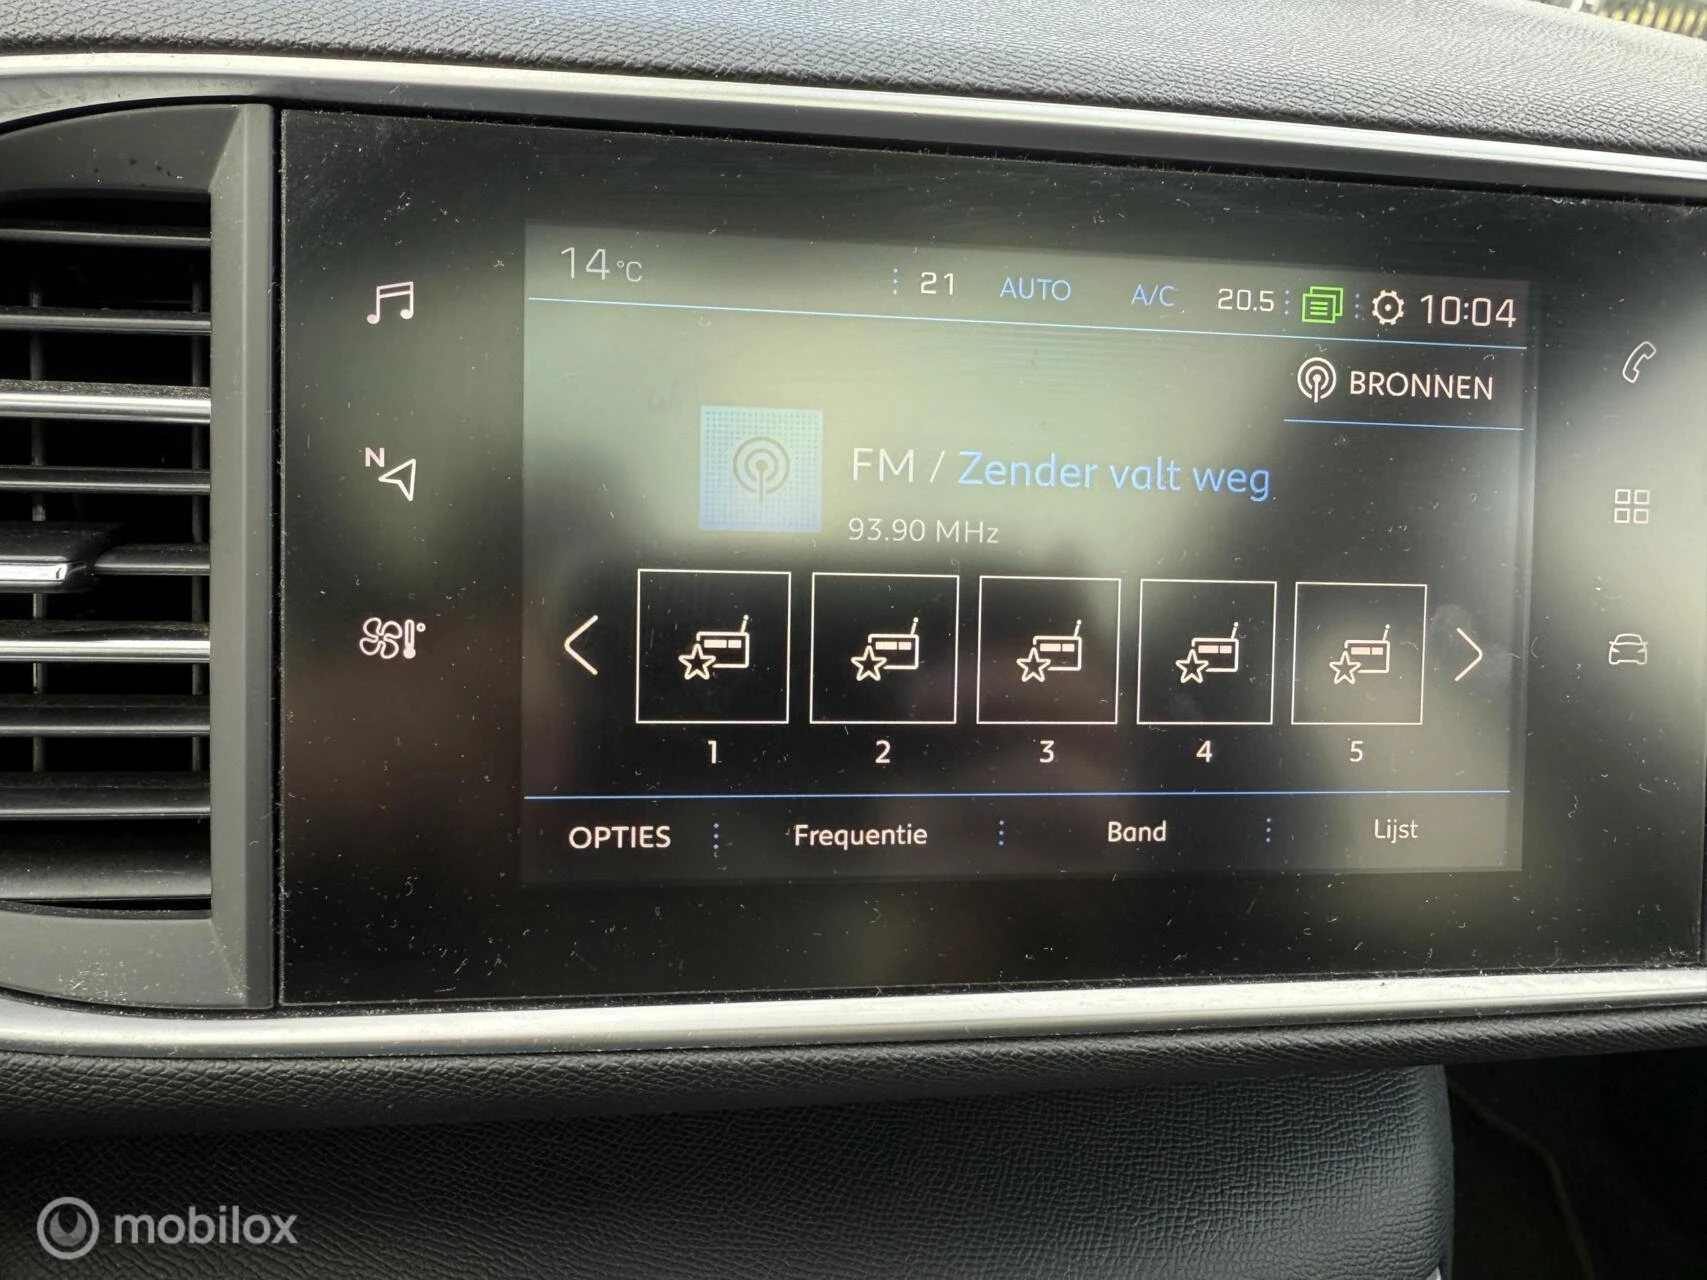 14°C
21 AUTO A/C 20.5 10:04
BRONNEN
N
FM / Zender valt weg
93.90 MHz
1 2 3 4 5
OPTIES Frequentie Band Lijst
mobilox